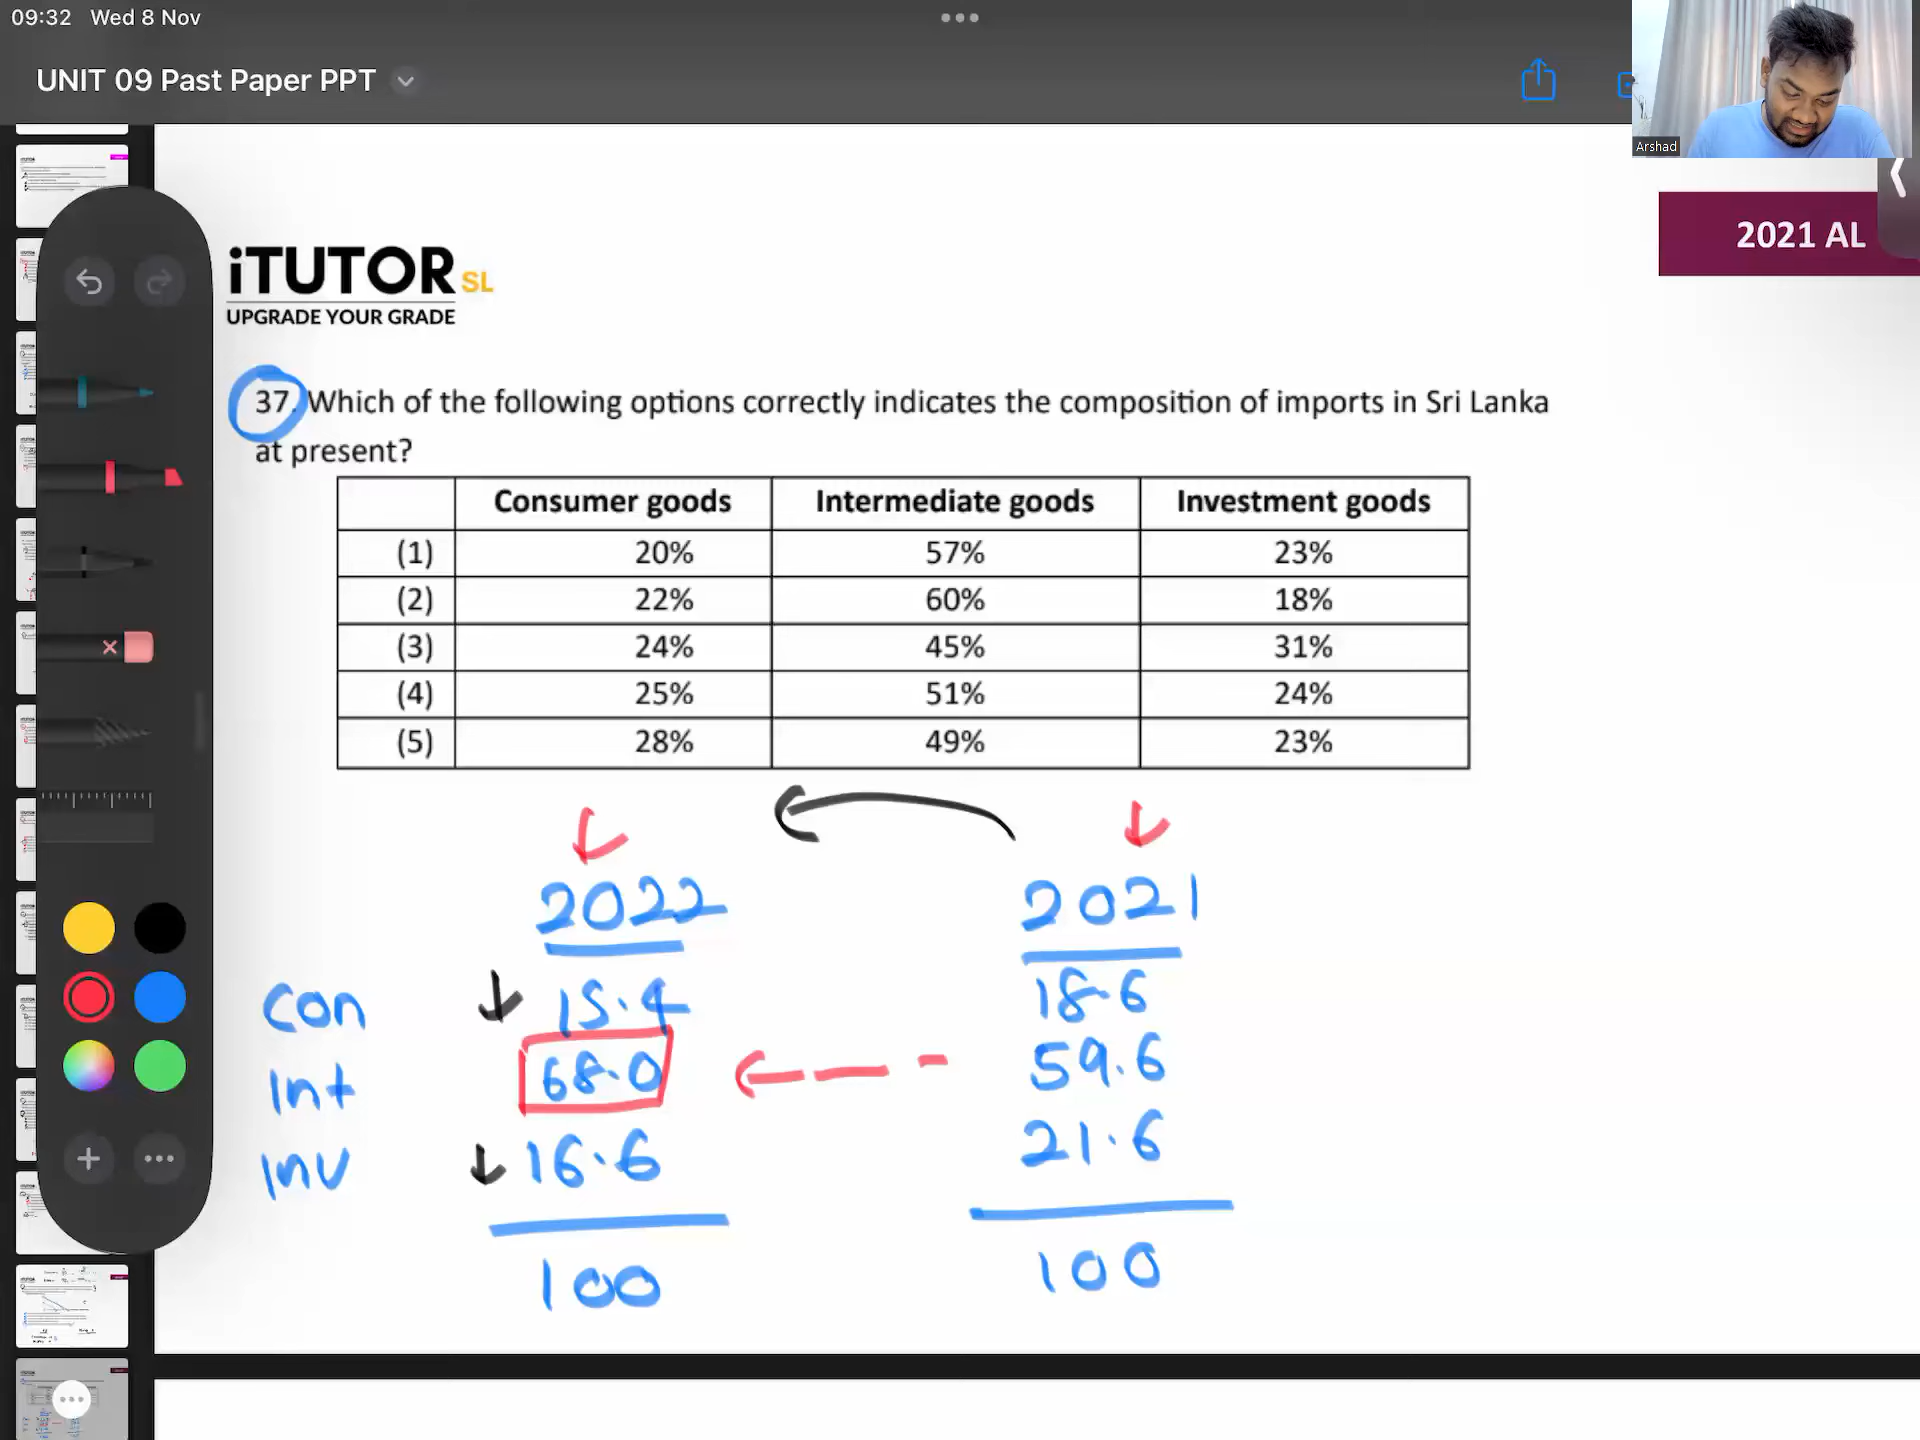 09:32 Wed 8 Nov
UNIT 09 Past Paper PPT
Arshad
2021 AL
iTUTOR SL
UPGRADE YOUR GRADE
37. Which of the following options correctly indicates the composition of imports in Sri Lanka
at present?
Consumer goods Intermediate goods Investment goods
(1) 20% 57% 23%
(2) 22% 60% 18%
(3) 24% 45% 31%
(4) 25% 51% 24%
(5) 28% 49% 23%
2022 2021
Con 15.4 18.6
Int 68.0 59.6
Inv 16.6 21.6
100 100